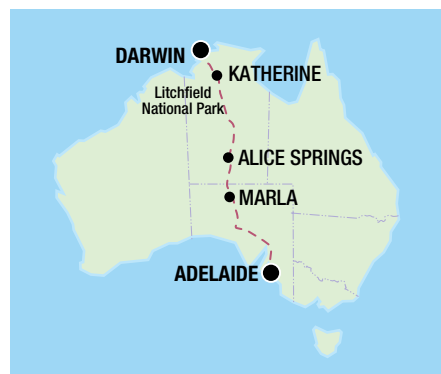 DARWIN
KATHERINE
Litchfield
National Park
ALICE SPRINGS
MARLA
ADELAIDE